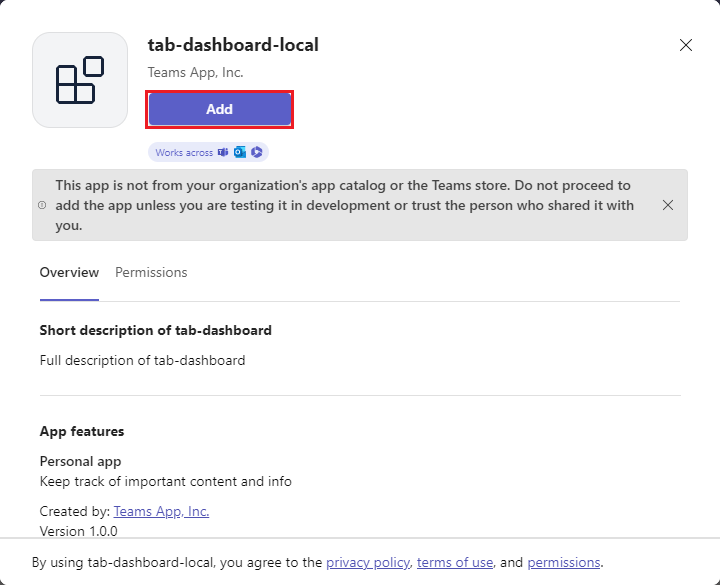 tab-dashboard-local
Teams App, Inc.
Add
Works across
This app is not from your organization's app catalog or the Teams store. Do not proceed to
add the app unless you are testing it in development or trust the person who shared it with
you.
Overview Permissions
Short description of tab-dashboard
Full description of tab-dashboard
App features
Personal app
Keep track of important content and info
Created by: Teams App, Inc.
Version 1.0.0
By using tab-dashboard-local, you agree to the privacy policy, terms of use, and permissions.